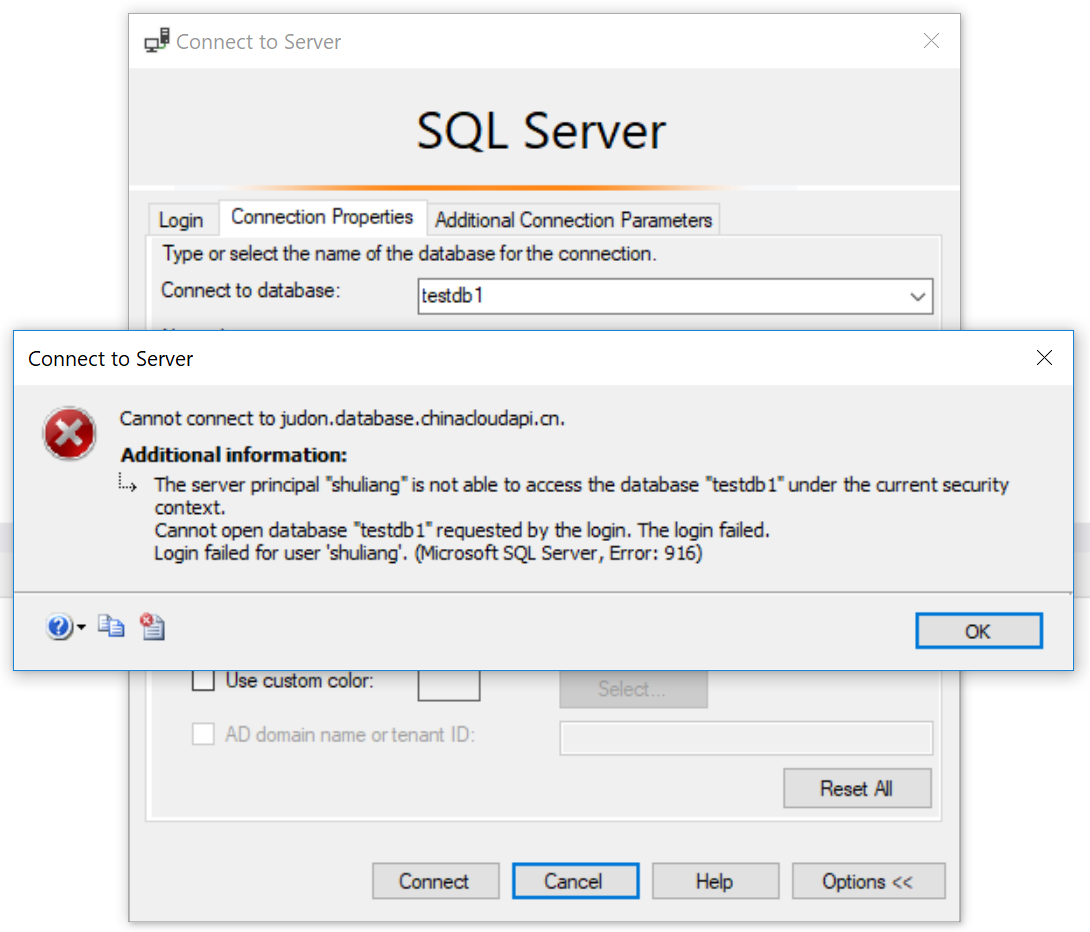 Connect to Server
SQL Server
Login
Connection Properties
Additional Connection Parameters
Type or select the name of the database for the connection.
Connect to database:
testdb1
Connect to Server
Cannot connect to judon.database.chinacloudapi.cn.
Additional information:
The server principal "shuliang" is not able to access the database "testdb1" under the current security
context.
Cannot open database "testdb1" requested by the login. The login failed.
Login failed for user 'shuliang'. (Microsoft SQL Server, Error: 916)
OK
Use custom color:
Select...
AD domain name or tenant ID:
Reset All
Connect
Cancel
Help
Options <<